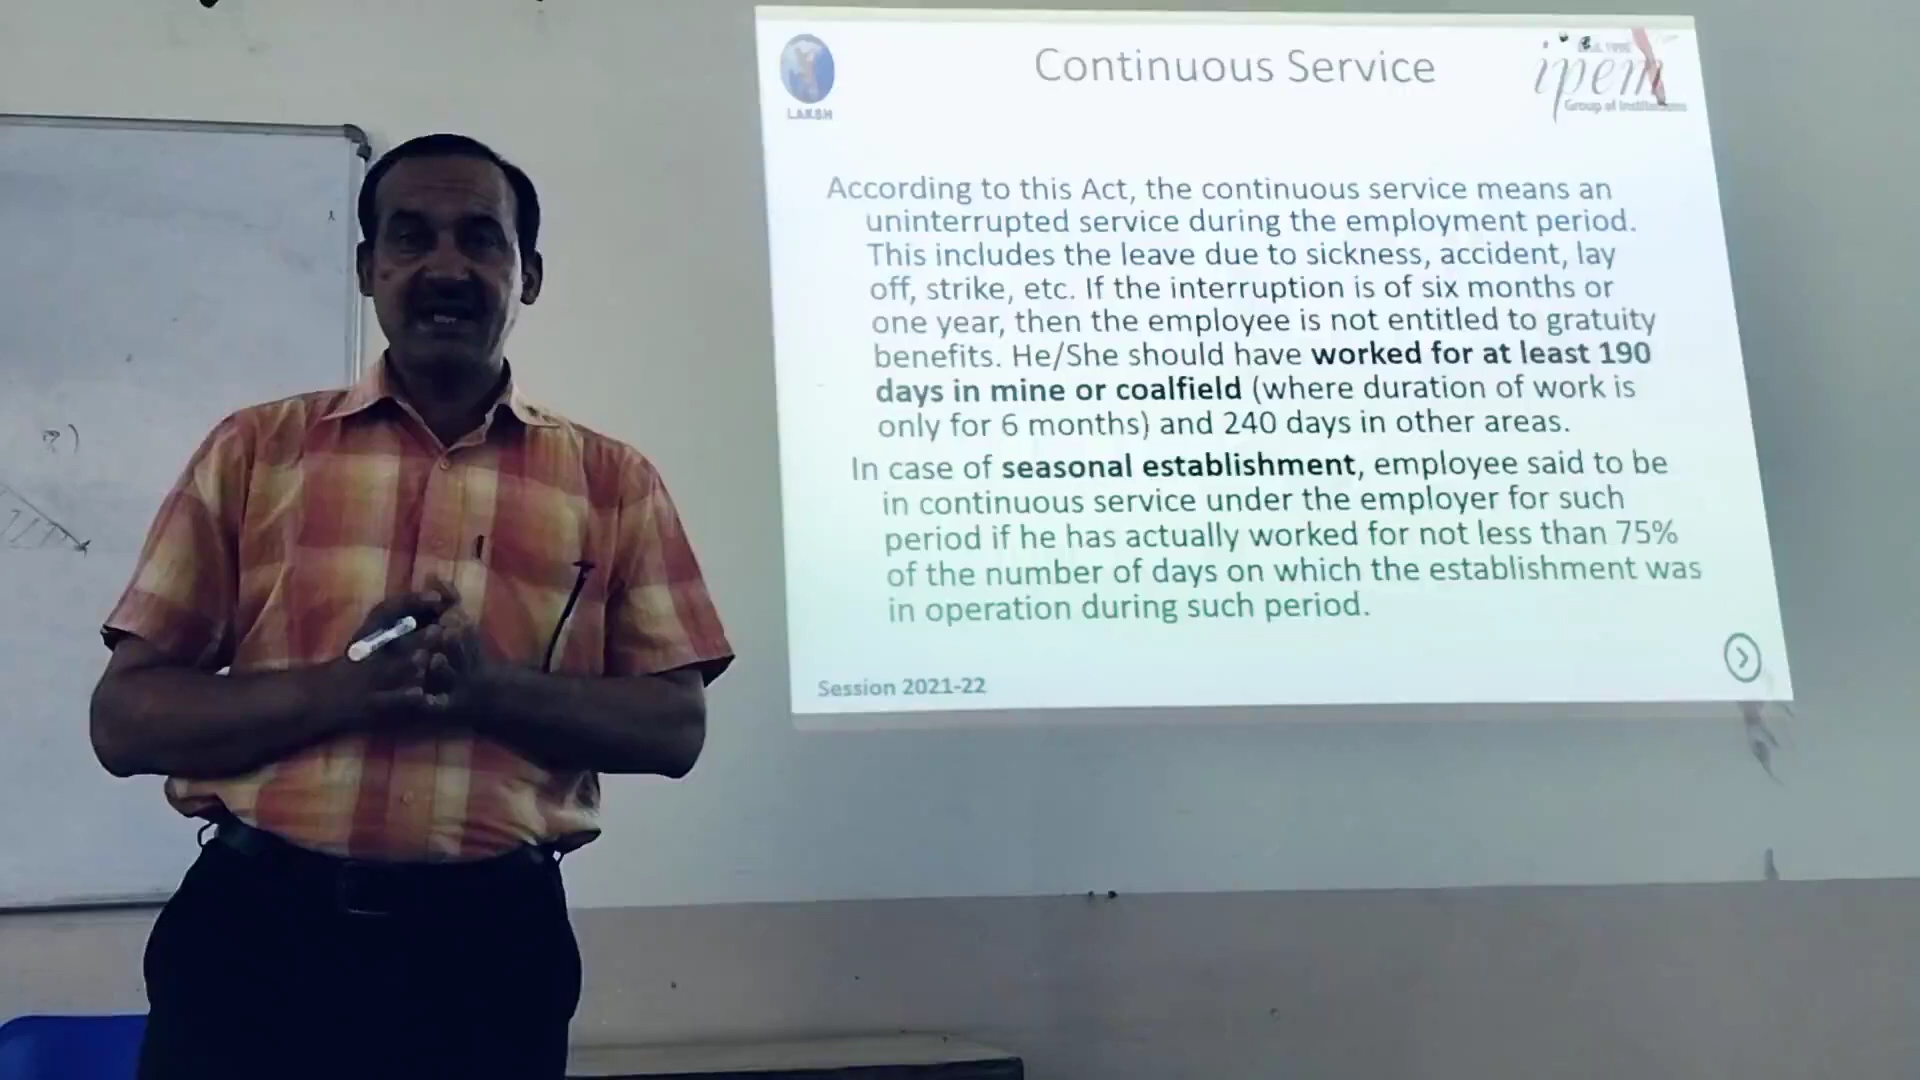 Continuous Service
LAKSH
ipem
Group of Institutions
According to this Act, the continuous service means an
uninterrupted service during the employment period.
This includes the leave due to sickness, accident, lay
off, strike, etc. If the interruption is of six months or
one year, then the employee is not entitled to gratuity
benefits. He/She should have worked for at least 190
days in mine or coalfield (where duration of work is
only for 6 months) and 240 days in other areas.
In case of seasonal establishment, employee said to be
in continuous service under the employer for such
period if he has actually worked for not less than 75%
of the number of days on which the establishment was
in operation during such period.
Session 2021-22